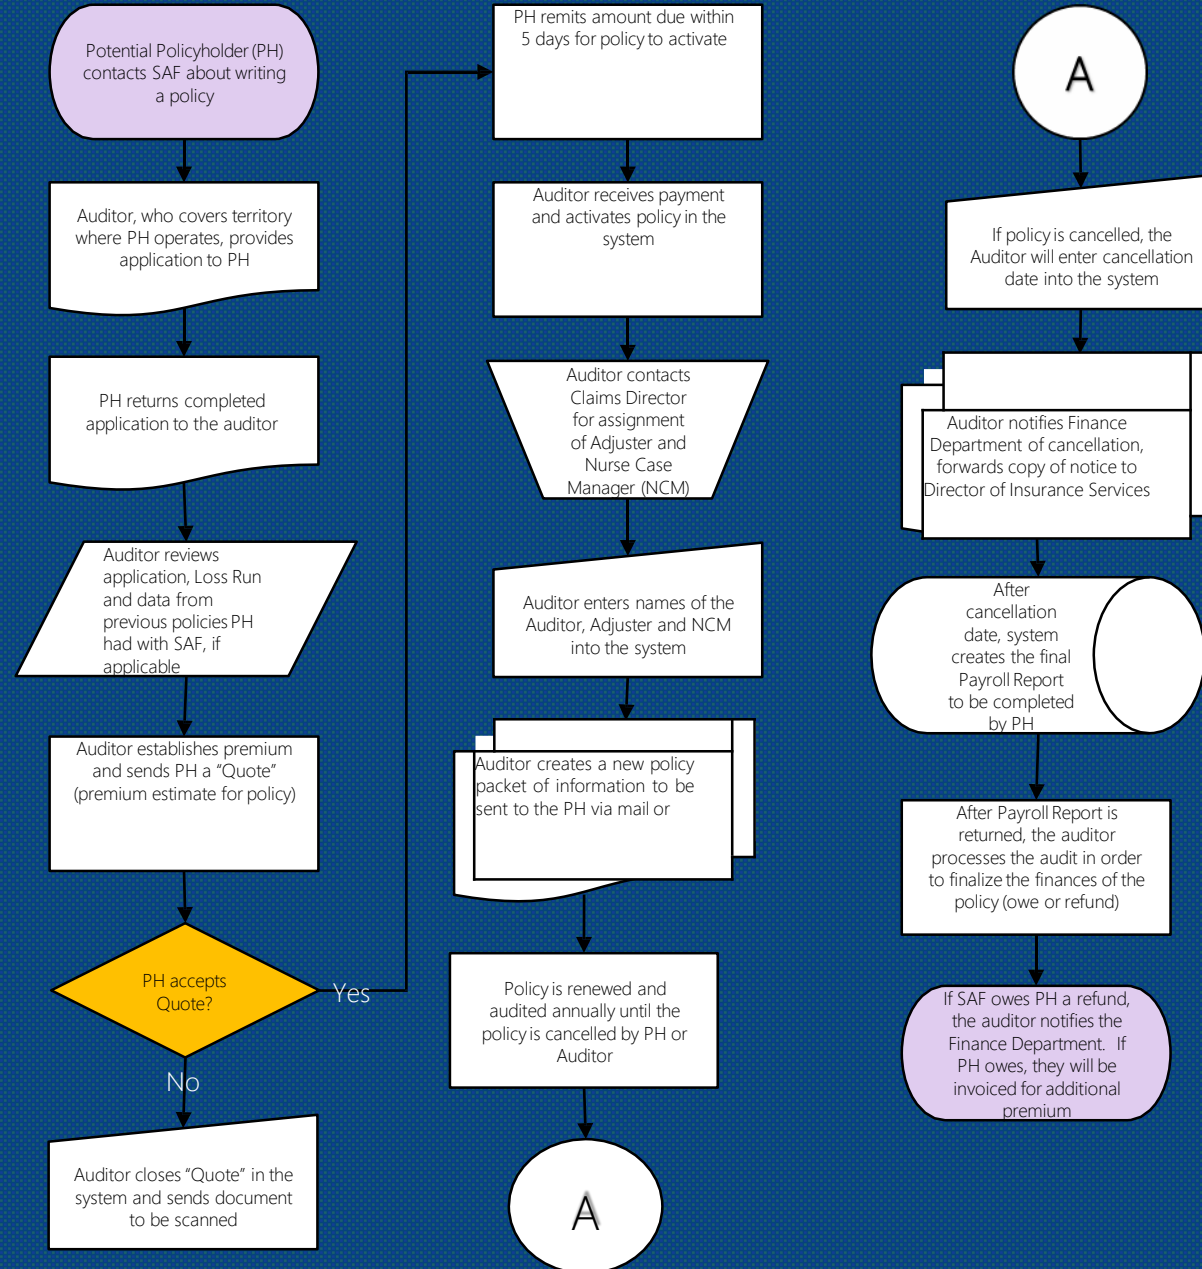 Potential Policyholder (PH)
contacts SAF about writing
a policy
Auditor, who covers territory
where PH operates, provides
application to PH
PH returns completed
application to the auditor
Auditor reviews
application, Loss Run
and data from
previous policies PH
had with SAF, if
applicable
Auditor establishes premium
and sends PH a “Quote”
(premium estimate for policy)
PH accepts
Quote?
Yes
No
Auditor closes “Quote” in the
system and sends document
to be scanned
PH remits amount due within
5 days for policy to activate
Auditor receives payment
and activates policy in the
system
Auditor contacts
Claims Director
for assignment
of Adjuster and
Nurse Case
Manager (NCM)
Auditor enters names of the
Auditor, Adjuster and NCM
into the system
Auditor creates a new policy
packet of information to be
sent to the PH via mail or
Policy is renewed and
audited annually until the
policy is cancelled by PH or
Auditor
A
A
If policy is cancelled, the
Auditor will enter cancellation
date into the system
Auditor notifies Finance
Department of cancellation,
forwards copy of notice to
Director of Insurance Services
After
cancellation
date, system
creates the final
Payroll Report
to be completed
by PH
After Payroll Report is
returned, the auditor
processes the audit in order
to finalize the finances of the
policy (owe or refund)
If SAF owes PH a refund,
the auditor notifies the
Finance Department. If
PH owes, they will be
invoiced for additional
premium